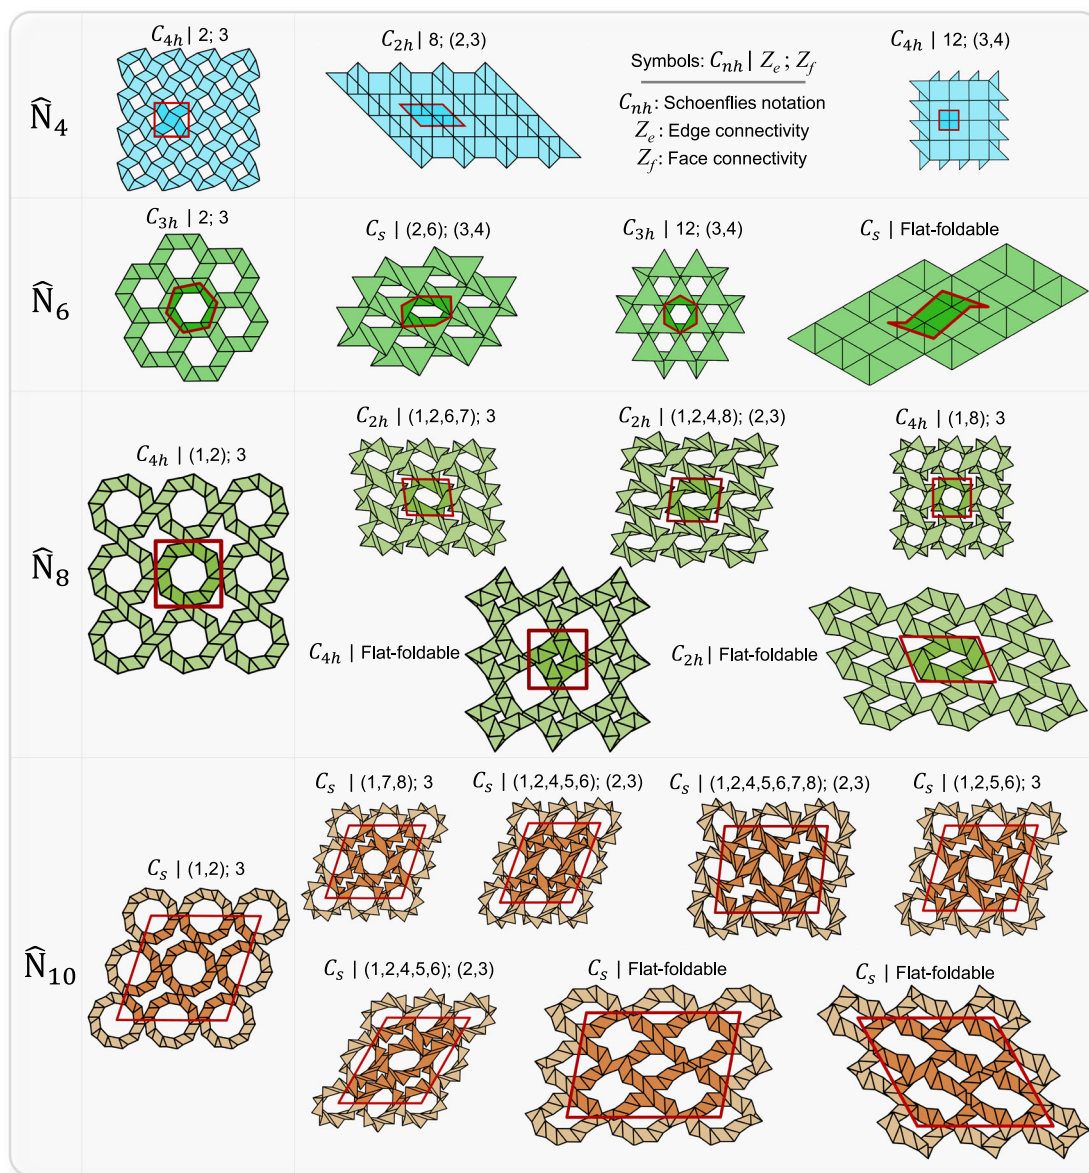 C₄ₕ | 2; 3
C₂ₕ | 8; (2,3)
Symbols: Cₙₕ | Zₑ ; Z_f
C₄ₕ | 12; (3,4)
N̂₄
Cₙₕ: Schoenflies notation
Zₑ: Edge connectivity
Z_f: Face connectivity
C₃ₕ | 2; 3
Cₛ | (2,6); (3,4)
C₃ₕ | 12; (3,4)
Cₛ | Flat-foldable
N̂₆
C₂ₕ | (1,2,6,7); 3
C₂ₕ | (1,2,4,8); (2,3)
C₄ₕ | (1,8); 3
C₄ₕ | (1,2); 3
N̂₈
C₄ₕ | Flat-foldable
C₂ₕ | Flat-foldable
Cₛ | (1,7,8); 3
Cₛ | (1,2,4,5,6); (2,3)
Cₛ | (1,2,4,5,6,7,8); (2,3)
Cₛ | (1,2,5,6); 3
Cₛ | (1,2); 3
N̂₁₀
Cₛ | (1,2,4,5,6); (2,3)
Cₛ | Flat-foldable
Cₛ | Flat-foldable